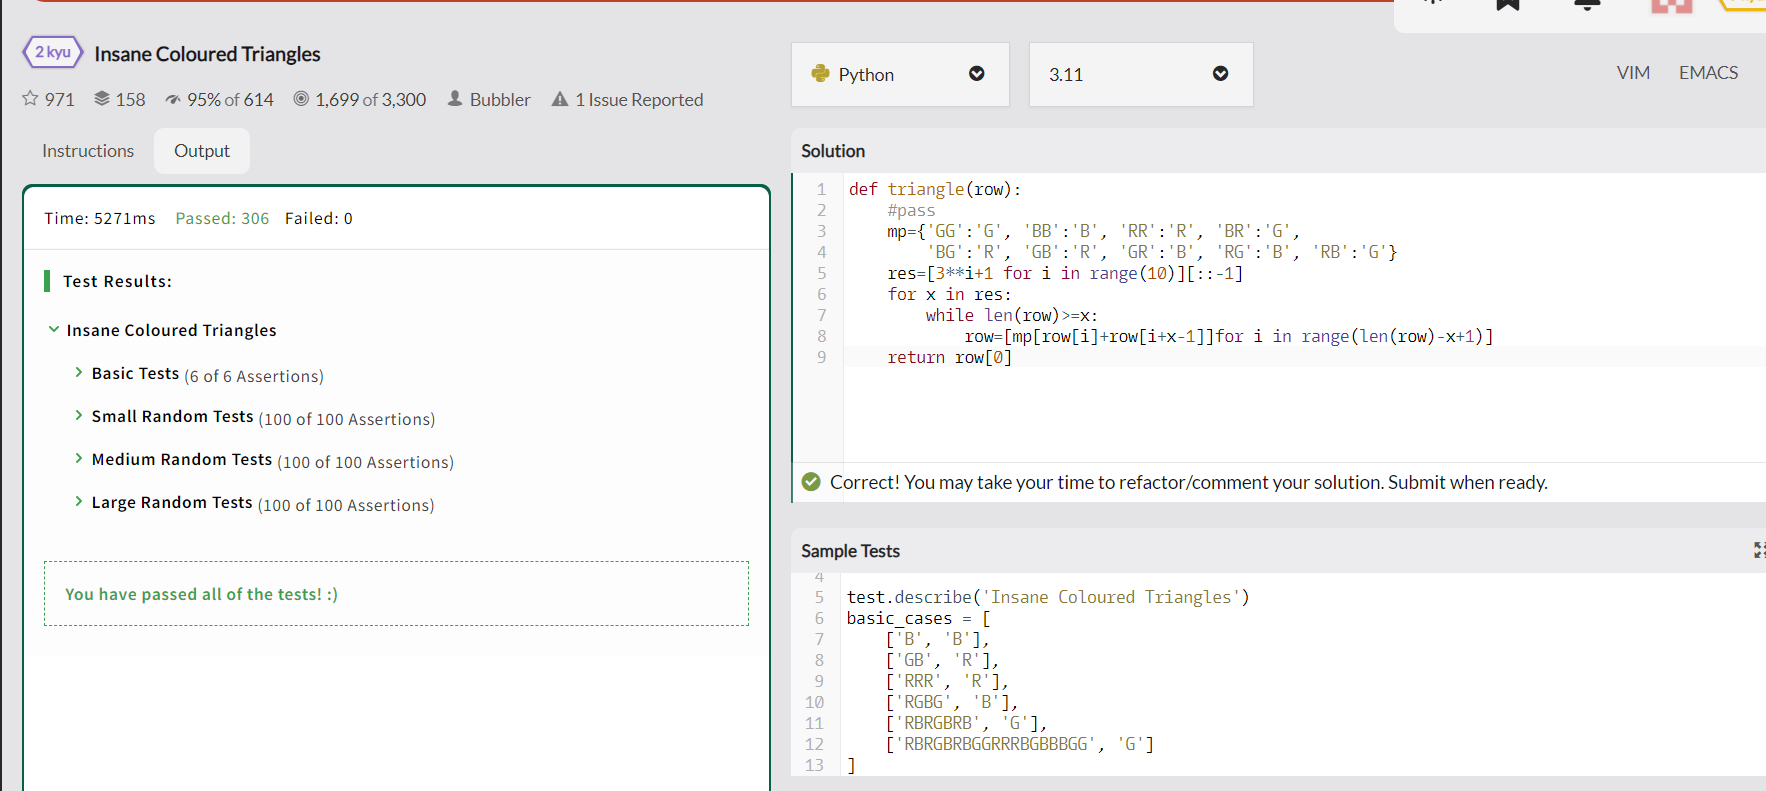 2 kyu Insane Coloured Triangles
971 158 95% of 614 1,699 of 3,300 Bubbler 1 Issue Reported
Instructions Output
Time: 5271ms Passed: 306 Failed: 0
Test Results:
Insane Coloured Triangles
Basic Tests (6 of 6 Assertions)
Small Random Tests (100 of 100 Assertions)
Medium Random Tests (100 of 100 Assertions)
Large Random Tests (100 of 100 Assertions)
You have passed all of the tests! :)
Python 3.11 VIM EMACS
Solution
1 def triangle(row):
2 #pass
3 mp={'GG':'G', 'BB':'B', 'RR':'R', 'BR':'G',
4 'BG':'R', 'GB':'R', 'GR':'B', 'RG':'B', 'RB':'G'}
5 res=[3**i+1 for i in range(10)][::-1]
6 for x in res:
7 while len(row)>=x:
8 row=[mp[row[i]+row[i+x-1]]for i in range(len(row)-x+1)]
9 return row[0]
Correct! You may take your time to refactor/comment your solution. Submit when ready.
Sample Tests
4
5 test.describe('Insane Coloured Triangles')
6 basic_cases = [
7 ['B', 'B'],
8 ['GB', 'R'],
9 ['RRR', 'R'],
10 ['RGBG', 'B'],
11 ['RBRGBRB', 'G'],
12 ['RBRGBRBGGRRRBGBBBGG', 'G']
13 ]